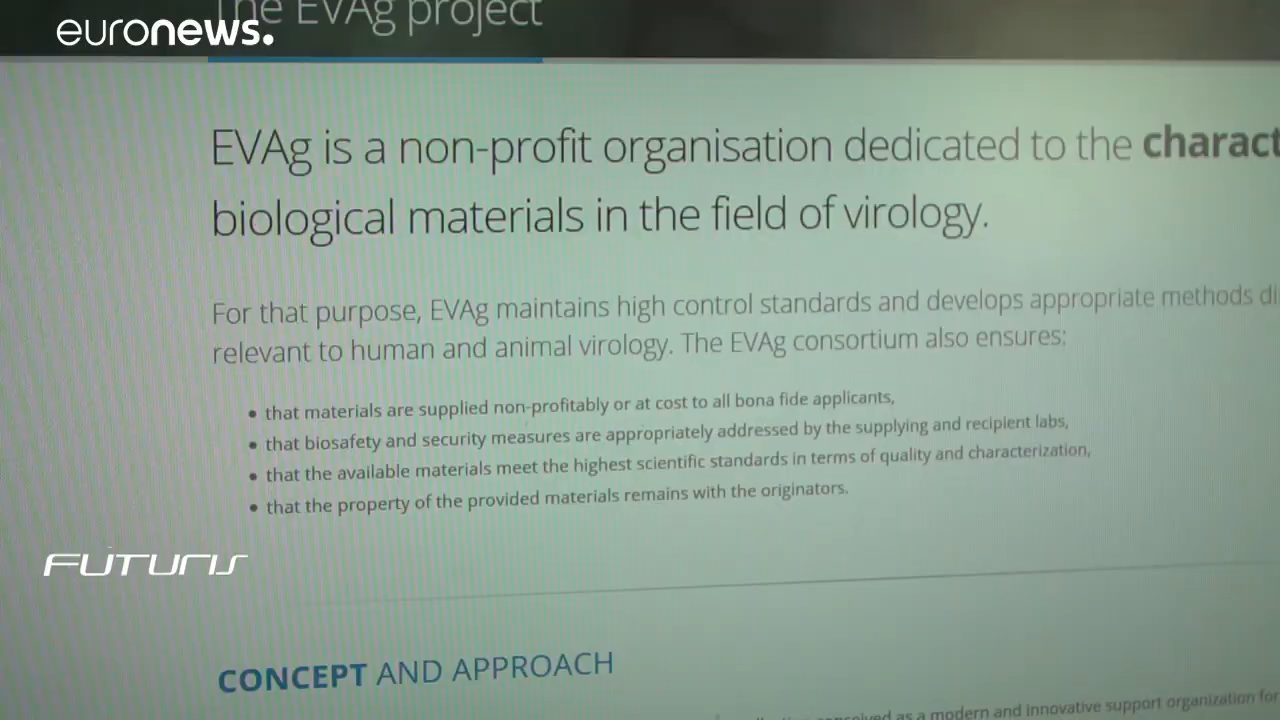 The EVAg project
euronews.
EVAg is a non-profit organisation dedicated to the charact
biological materials in the field of virology.
For that purpose, EVAg maintains high control standards and develops appropriate methods di
relevant to human and animal virology. The EVAg consortium also ensures:
• that materials are supplied non-profitably or at cost to all bona fide applicants,
• that biosafety and security measures are appropriately addressed by the supplying and recipient labs,
• that the available materials meet the highest scientific standards in terms of quality and characterization,
• that the property of the provided materials remains with the originators.
FUTURIS
CONCEPT AND APPROACH
conceived as a modern and innovative support organization for